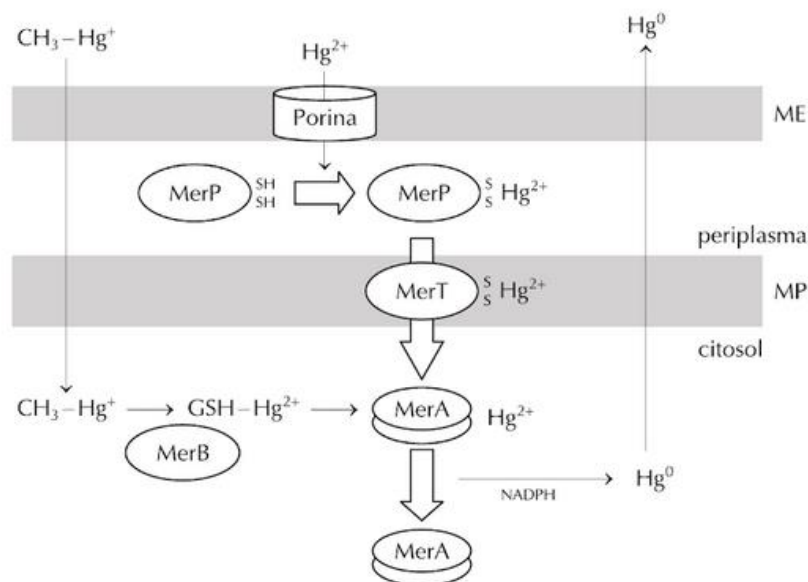 CH₃ – Hg⁺
Hg²⁺
Hg⁰
Porina
ME
MerP
SH
SH
MerP
S
S
Hg²⁺
periplasma
MerT
S
S
Hg²⁺
MP
citosol
CH₃ – Hg⁺
GSH – Hg²⁺
MerA
Hg²⁺
MerB
NADPH
Hg⁰
MerA